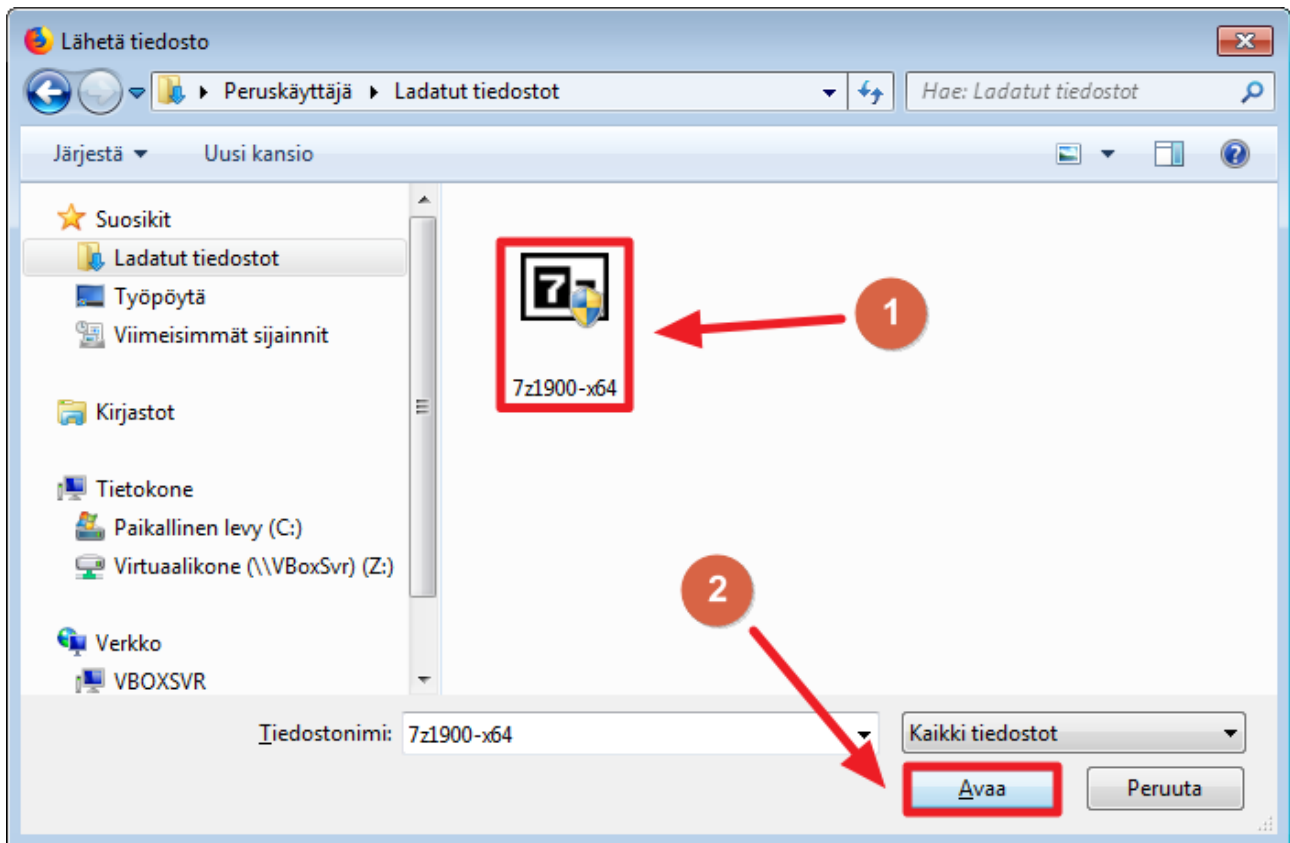 Lähetä tiedosto
Peruskäyttäjä Ladatut tiedostot
Hae: Ladatut tiedostot
Järjestä Uusi kansio
Suosikit
Ladatut tiedostot
Työpöytä
Viimeisimmät sijainnit
Kirjastot
Tietokone
Paikallinen levy (C:)
Virtuaalikone (\\VBoxSvr) (Z:)
Verkko
VBOXSVR
7z
7z1900-x64
1
2
Tiedostonimi: 7z1900-x64
Kaikki tiedostot
Avaa Peruuta